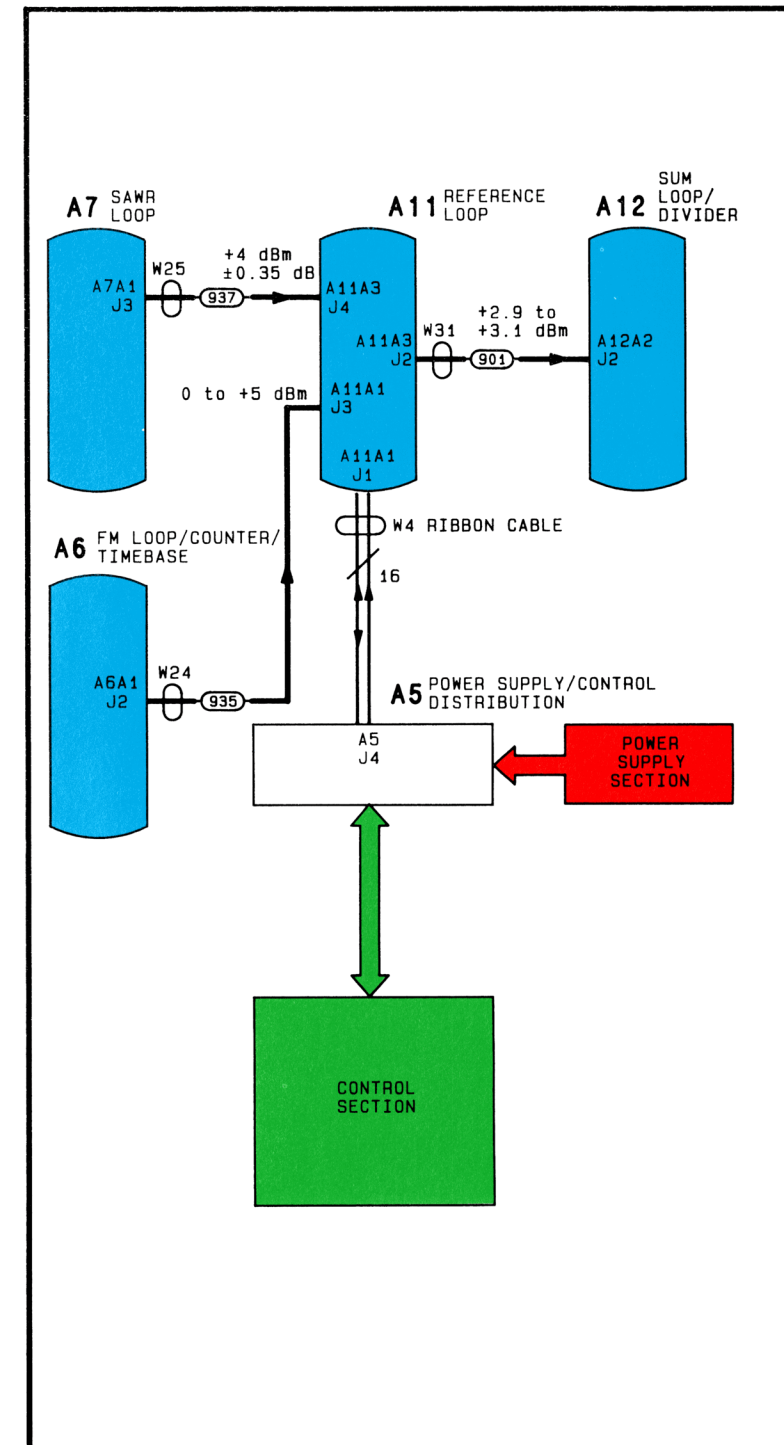 A7 SAWR
LOOP
A11 REFERENCE
LOOP
A12 SUM
LOOP/
DIVIDER
W25
+4 dBm
±0.35 dB
A7A1
J3
937
A11A3
J4
A11A3
J2
W31
+2.9 to
+3.1 dBm
901
A12A2
J2
0 to +5 dBm
A11A1
J3
A11A1
J1
W4 RIBBON CABLE
16
A6 FM LOOP/COUNTER/
TIMEBASE
W24
A6A1
J2
935
A5 POWER SUPPLY/CONTROL
DISTRIBUTION
A5
J4
POWER
SUPPLY
SECTION
CONTROL
SECTION